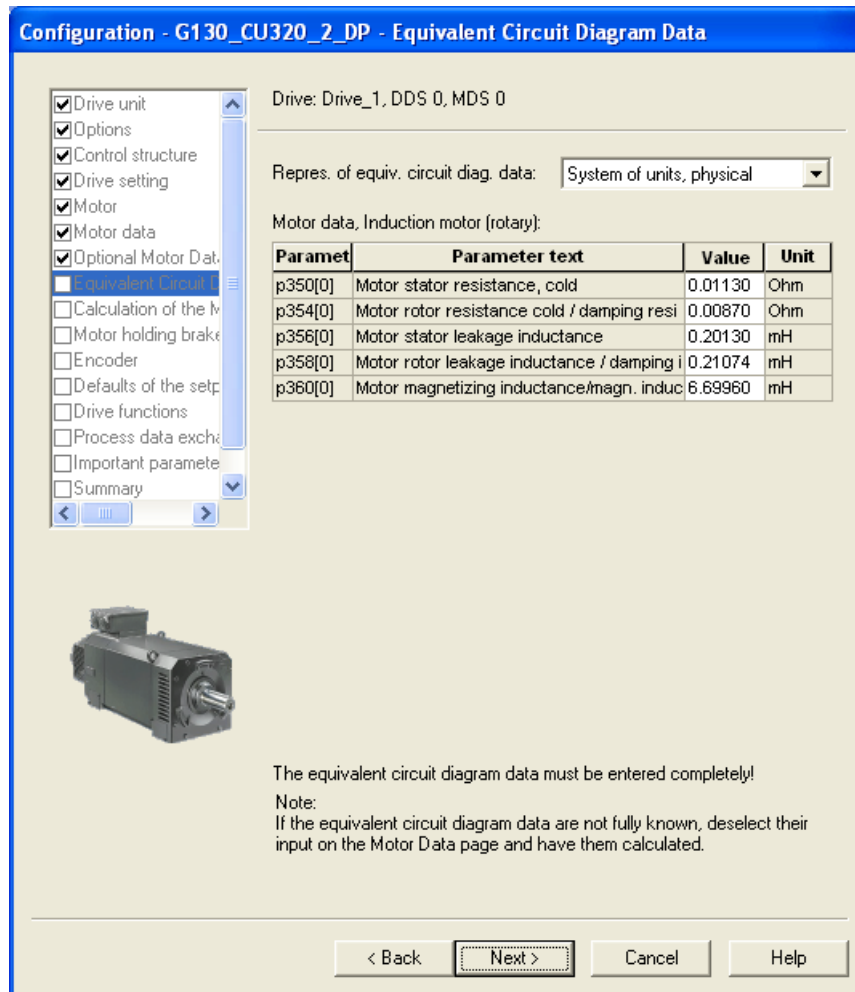 Configuration - G130_CU320_2_DP - Equivalent Circuit Diagram Data
Drive unit
Options
Control structure
Drive setting
Motor
Motor data
Optional Motor Dat
Equivalent Circuit D
Calculation of the M
Motor holding brake
Encoder
Defaults of the setp
Drive functions
Process data excha
Important paramete
Summary
Drive: Drive_1, DDS 0, MDS 0
Repres. of equiv. circuit diag. data: System of units, physical
Motor data, Induction motor (rotary):
Paramet Parameter text Value Unit
p350[0] Motor stator resistance, cold 0.01130 Ohm
p354[0] Motor rotor resistance cold / damping resi 0.00870 Ohm
p356[0] Motor stator leakage inductance 0.20130 mH
p358[0] Motor rotor leakage inductance / damping i 0.21074 mH
p360[0] Motor magnetizing inductance/magn. induc 6.69960 mH
The equivalent circuit diagram data must be entered completely!
Note:
If the equivalent circuit diagram data are not fully known, deselect their
input on the Motor Data page and have them calculated.
< Back Next > Cancel Help